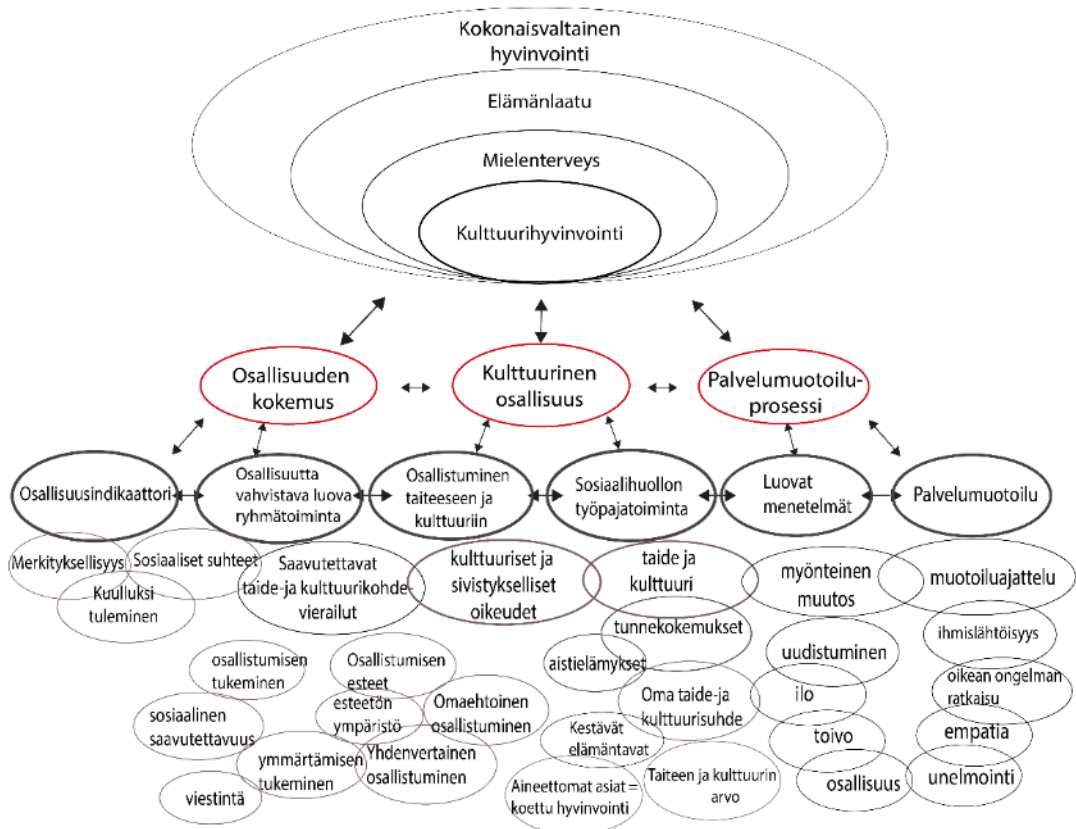 Kokonaisvaltainen
hyvinvointi
Elämänlaatu
Mielenterveys
Kulttuurihyvinvointi
Osallisuuden
kokemus
Kulttuurinen
osallisuus
Palvelumuotoilu-
prosessi
Osallisuusindikaattori
Osallisuutta
vahvistava luova
ryhmätoiminta
Osallistuminen
taiteeseen ja
kulttuuriin
Sosiaalihuollon
työpajatoiminta
Luovat
menetelmät
Palvelumuotoilu
Merkityksellisyys
Sosiaaliset suhteet
Kuulluksi
tuleminen
Saavutettavat
taide-ja kulttuurikohde-
vierailut
kulttuuriset ja
sivistykselliset
oikeudet
taide ja
kulttuuri
myönteinen
muutos
muotoiluajattelu
tunnekokemukset
aistielämykset
uudistuminen
ihmislähtöisyys
osallistumisen
tukeminen
Osallistumisen
esteet
esteetön
ympäristö
Omaehtoinen
osallistuminen
Oma taide-ja
kulttuurisuhde
ilo
oikean ongelman
ratkaisu
sosiaalinen
saavutettavuus
Kestävät
elämäntavat
toivo
empatia
ymmärtämisen
tukeminen
Yhdenvertainen
osallistuminen
viestintä
Aineettomat asiat =
koettu hyvinvointi
Taiteen ja kulttuurin
arvo
osallisuus
unelmointi